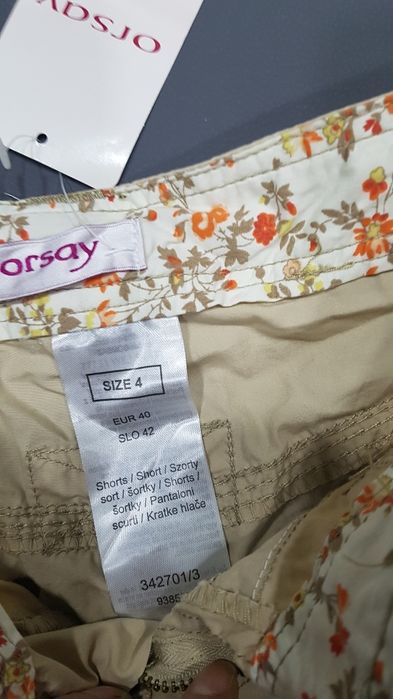 orsay
orsay
SIZE 4
EUR 40
SLO 42
Shorts / Short / Szorty
sort / šortky / Shorts /
šortky / Pantaloni
scurti / Kratke hlače
342701/3
9385